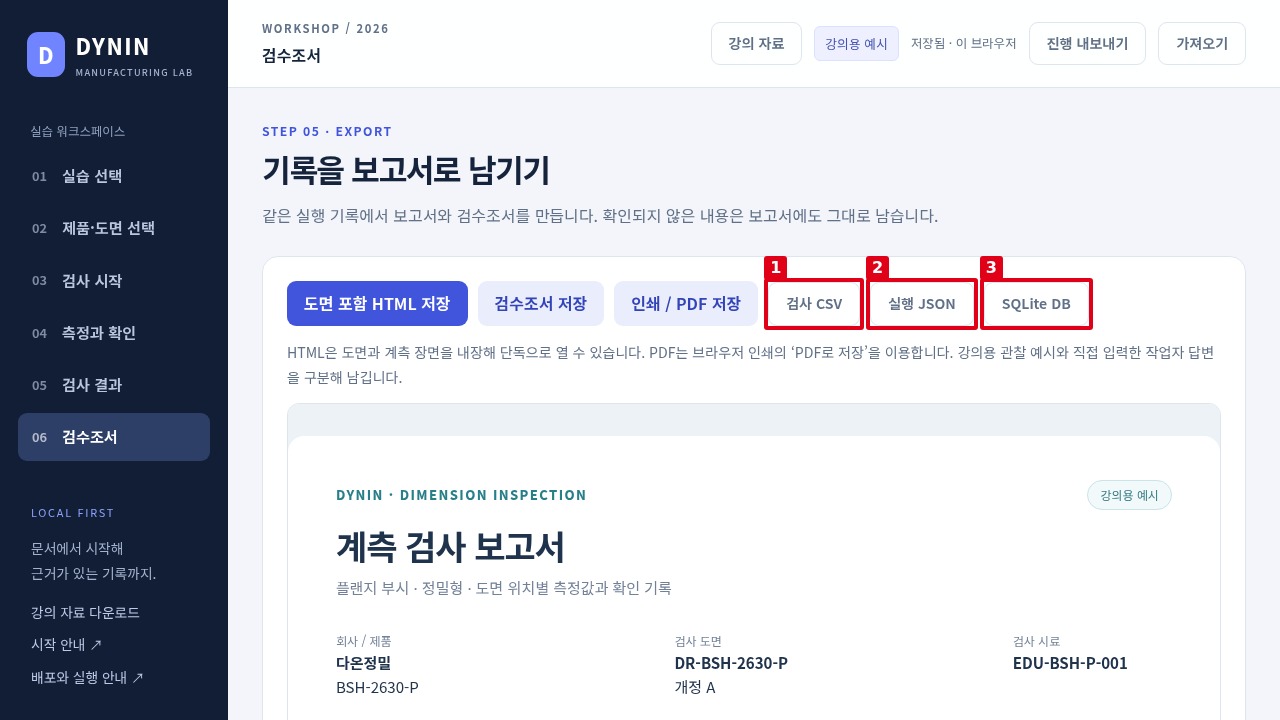 D DYNIN
MANUFACTURING LAB
실습 워크스페이스
01 실습 선택
02 제품·도면 선택
03 검사 시작
04 측정과 확인
05 검사 결과
06 검수조서
LOCAL FIRST
문서에서 시작해
근거가 있는 기록까지.
강의 자료 다운로드
시작 안내 ↗
배포와 실행 안내 ↗
WORKSHOP / 2026
검수조서
강의 자료 강의용 예시 저장됨 · 이 브라우저 진행 내보내기 가져오기
STEP 05 · EXPORT
기록을 보고서로 남기기
같은 실행 기록에서 보고서와 검수조서를 만듭니다. 확인되지 않은 내용은 보고서에도 그대로 남습니다.
1 2 3
도면 포함 HTML 저장 검수조서 저장 인쇄 / PDF 저장 검사 CSV 실행 JSON SQLite DB
HTML은 도면과 계측 장면을 내장해 단독으로 열 수 있습니다. PDF는 브라우저 인쇄의 ‘PDF로 저장’을 이용합니다. 강의용 관찰 예시와 직접 입력한 작업자 답변
을 구분해 남깁니다.
DYNIN · DIMENSION INSPECTION 강의용 예시
계측 검사 보고서
플랜지 부시 · 정밀형 · 도면 위치별 측정값과 확인 기록
회사 / 제품 검사 도면 검사 시료
다온정밀 DR-BSH-2630-P EDU-BSH-P-001
BSH-2630-P 개정 A